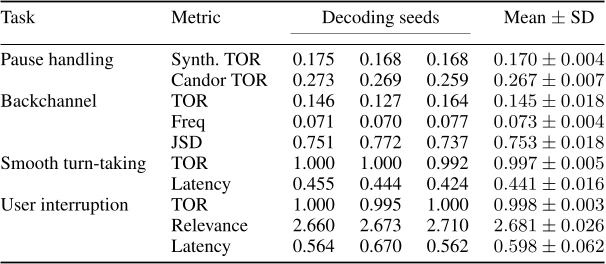 Task Metric Decoding seeds Mean ± SD
Pause handling Synth. TOR 0.175 0.168 0.168 0.170 ± 0.004
Candor TOR 0.273 0.269 0.259 0.267 ± 0.007
Backchannel TOR 0.146 0.127 0.164 0.145 ± 0.018
Freq 0.071 0.070 0.077 0.073 ± 0.004
JSD 0.751 0.772 0.737 0.753 ± 0.018
Smooth turn-taking TOR 1.000 1.000 0.992 0.997 ± 0.005
Latency 0.455 0.444 0.424 0.441 ± 0.016
User interruption TOR 1.000 0.995 1.000 0.998 ± 0.003
Relevance 2.660 2.673 2.710 2.681 ± 0.026
Latency 0.564 0.670 0.562 0.598 ± 0.062